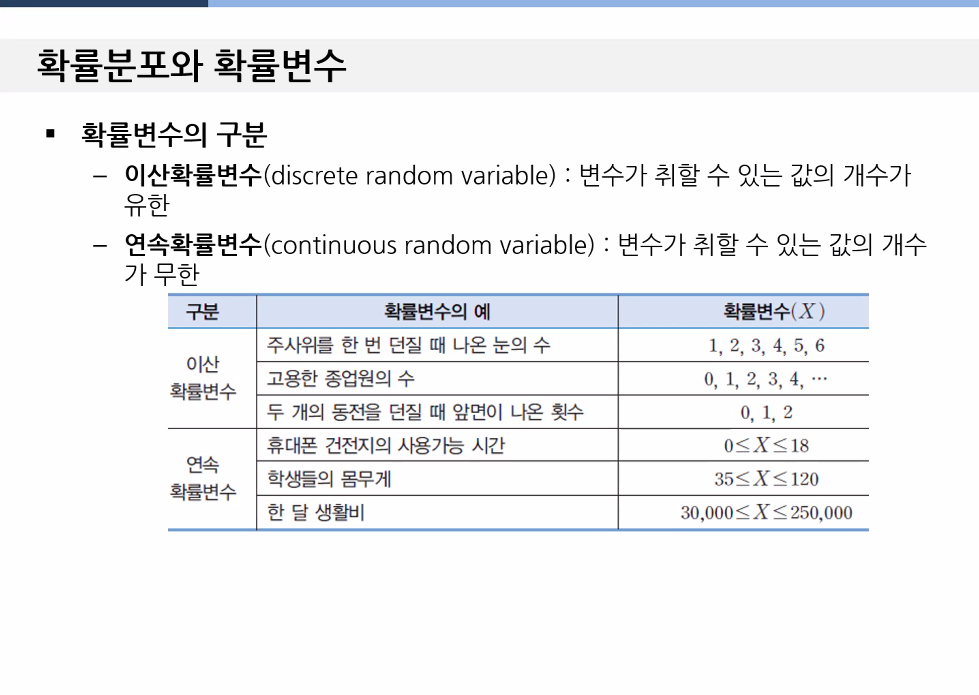 확률분포와 확률변수
▪ 확률변수의 구분
– 이산확률변수(discrete random variable) : 변수가 취할 수 있는 값의 개수가
유한
– 연속확률변수(continuous random variable) : 변수가 취할 수 있는 값의 개수
가 무한
구분 확률변수의 예 확률변수(X)
이산
확률변수
주사위를 한 번 던질 때 나온 눈의 수 1, 2, 3, 4, 5, 6
고용한 종업원의 수 0, 1, 2, 3, 4, ⋯
두 개의 동전을 던질 때 앞면이 나온 횟수 0, 1, 2
연속
확률변수
휴대폰 건전지의 사용가능 시간 0≤X≤18
학생들의 몸무게 35≤X≤120
한 달 생활비 30,000≤X≤250,000